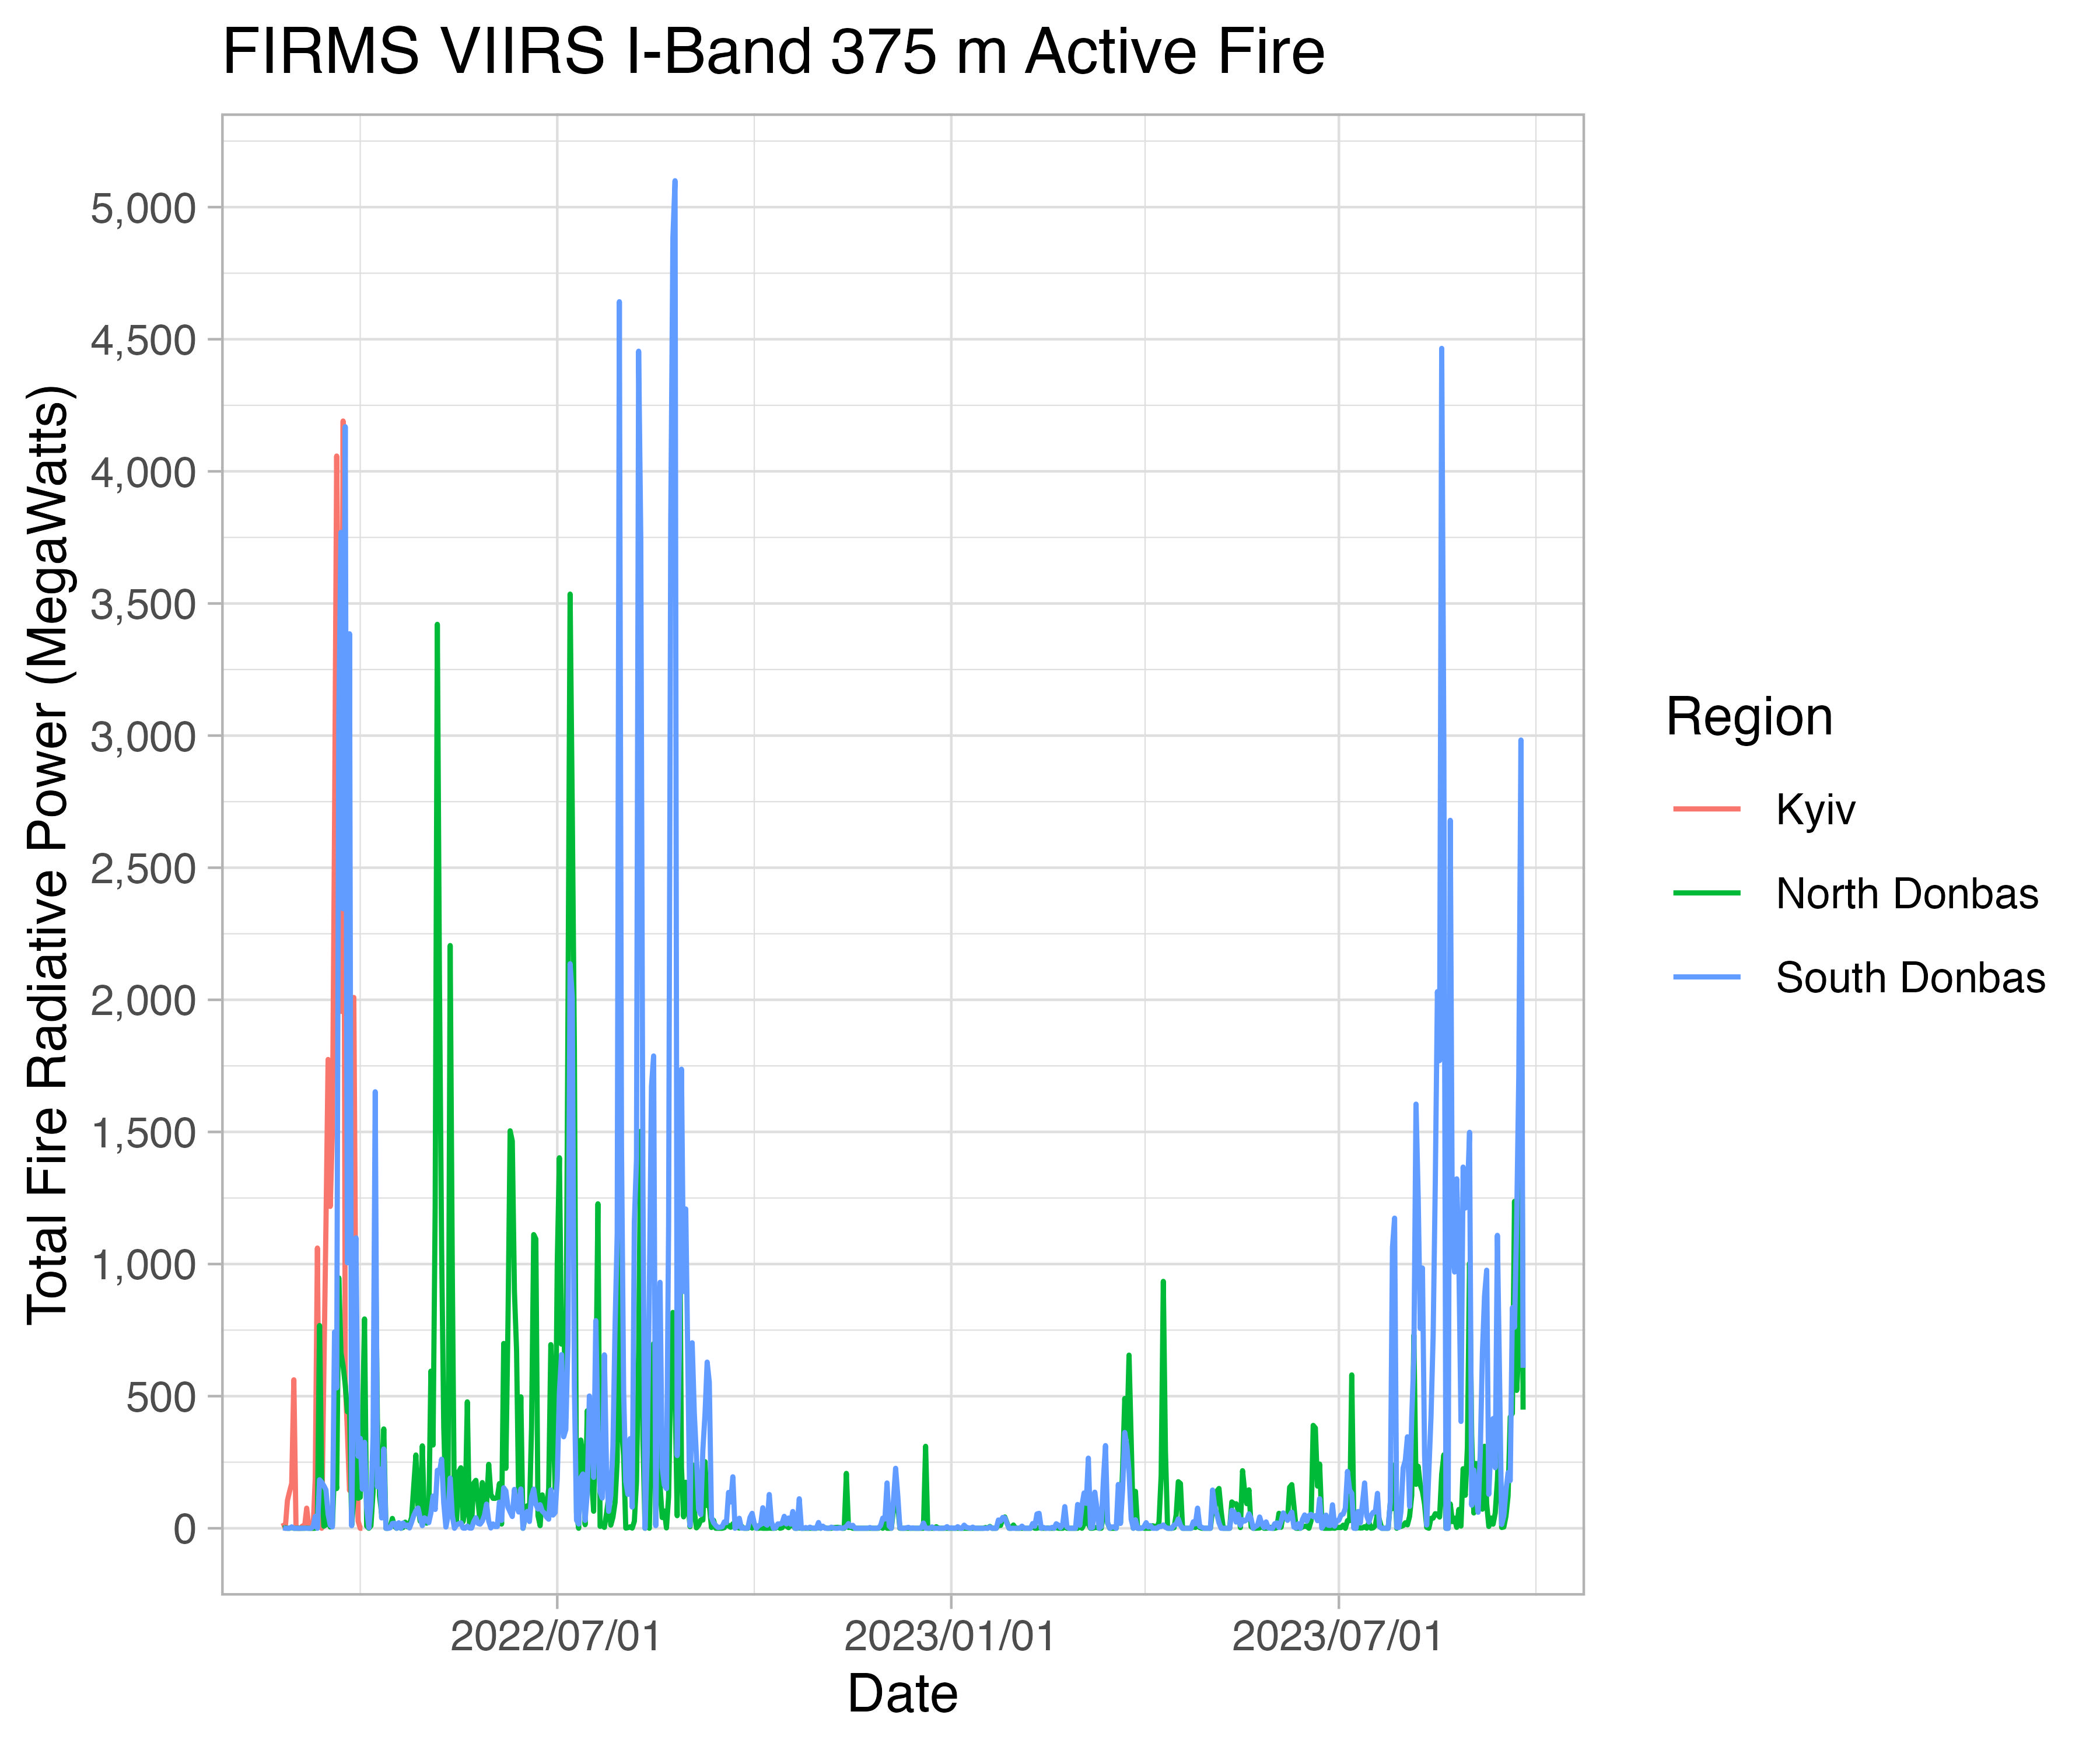 FIRMS VIIRS I-Band 375 m Active Fire
Total Fire Radiative Power (MegaWatts)
5,000
4,500
4,000
3,500
3,000
2,500
2,000
1,500
1,000
500
0
2022/07/01
2023/01/01
2023/07/01
Date
Region
Kyiv
North Donbas
South Donbas